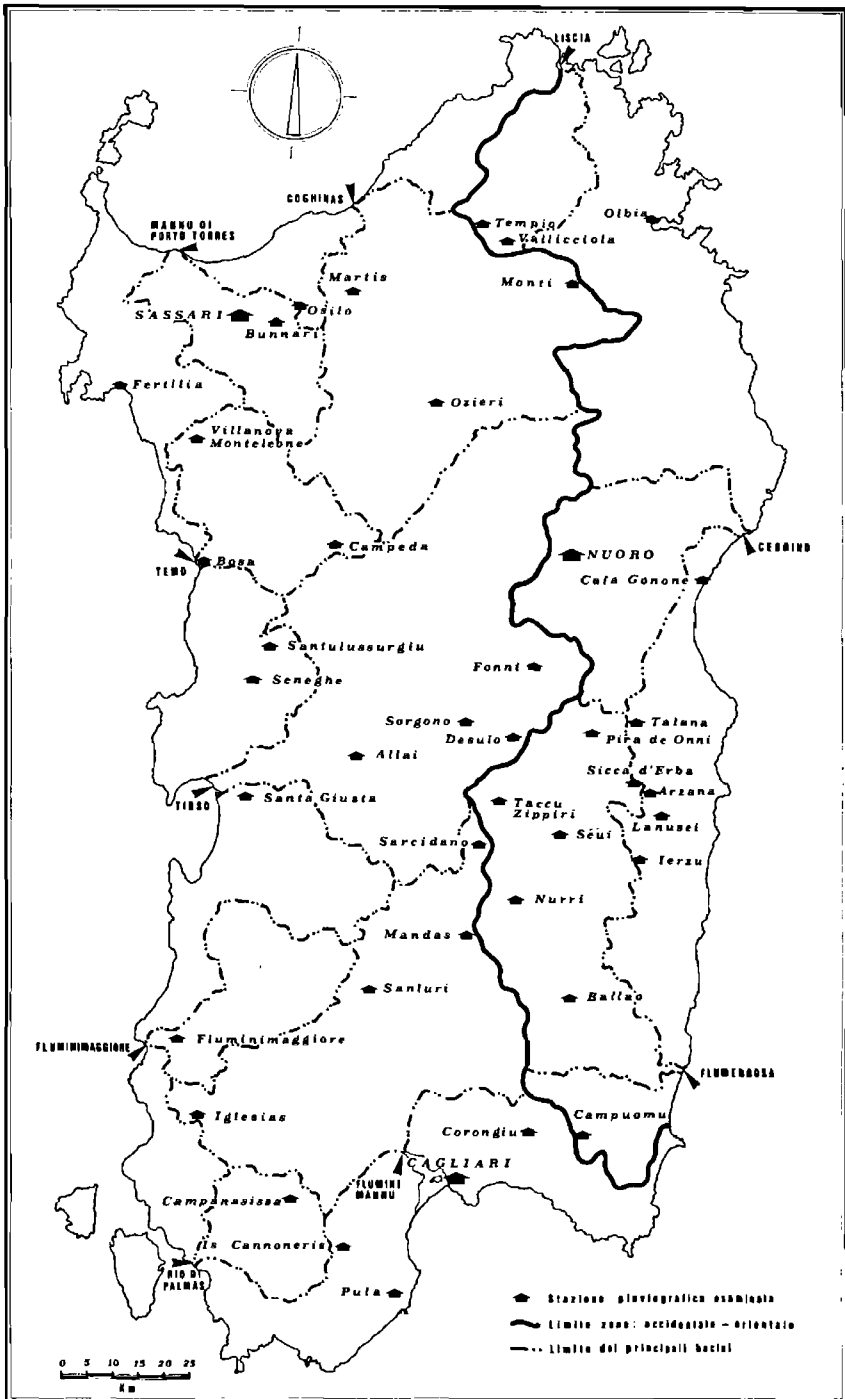 LISCIA
COGHINAS
MANNU DI
PORTO TORRES
Tempio
Vallicciola
Olbia
Monti
Martis
SASSARI
Osilo
Bunnari
Fertilia
Ozieri
Villanova
Monteleone
Campeda
NUORO
CEDRINO
TEMO
Bosa
Cala Gonone
Santulussurgiu
Seneghe
Fonni
Sorgono
Desulo
Talana
Pira de Onni
Allai
Sicca d'Erba
Arzana
TIRSO
Santa Giusta
Taccu
Zippiri
Lanusei
Sarcidano
Seui
Ierzu
Nurri
Mandas
Sanluri
Ballao
FLUMINIMAGGIORE
Fluminimaggiore
FLUMENDOSA
Iglesias
Corongiu
Campuomu
CAGLIARI
FLUMINI
MANNU
Campanasissa
Is Cannoneris
RIO DI
PALMAS
Pula
Stazione pluviografica esaminata
Limite zone: occidentale - orientale
Limite dei principali bacini
0 5 10 15 20 25
Km